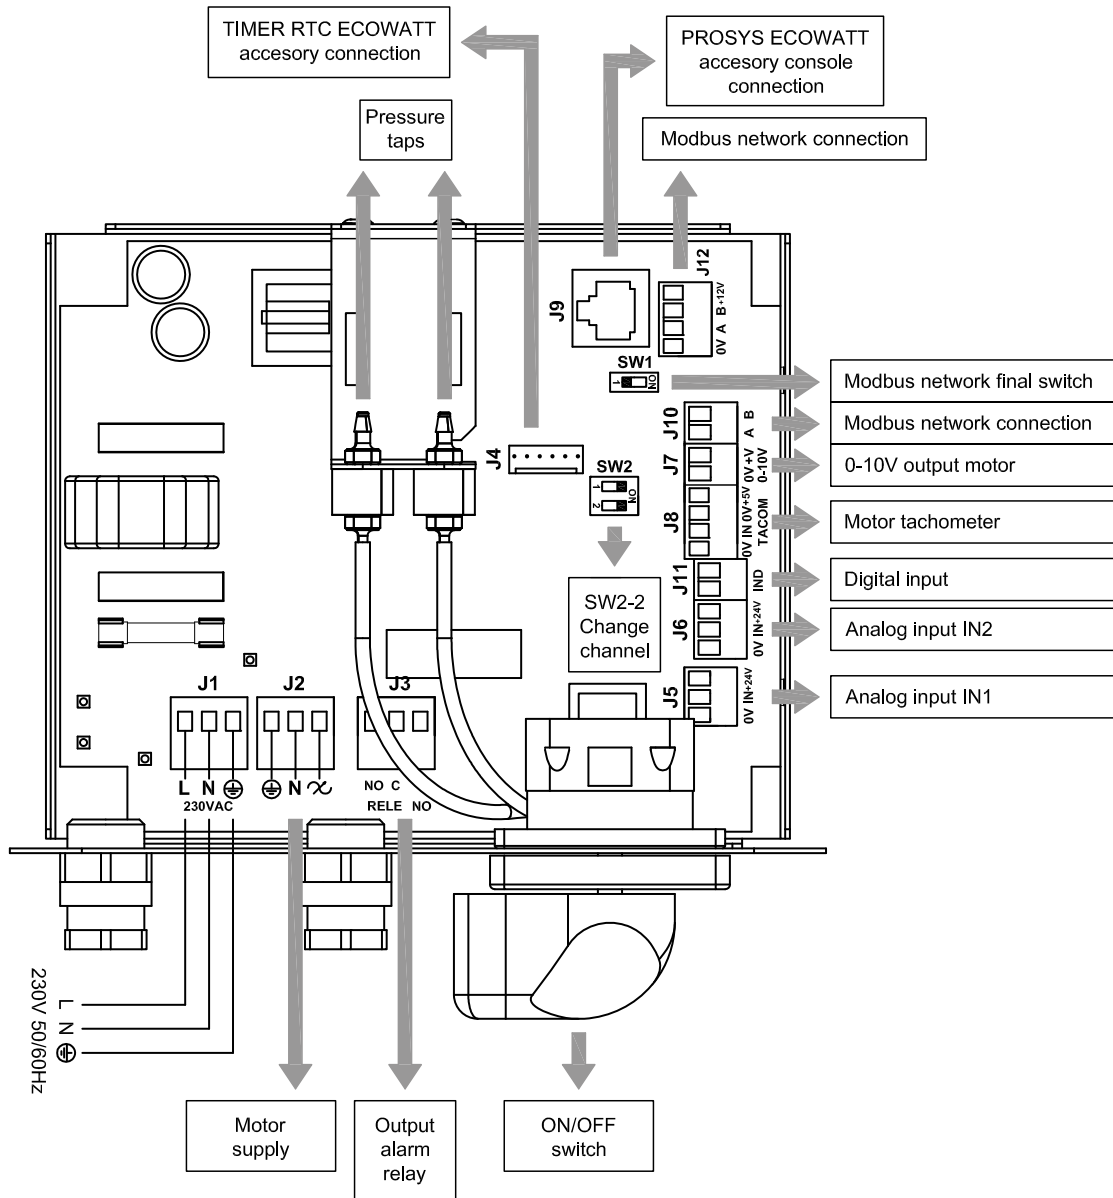 TIMER RTC ECOWATT
accesory connection
PROSYS ECOWATT
accesory console
connection
Pressure
taps
Modbus network connection
J12
J9
0V A B +12V
SW1
1 ON
Modbus network final switch
J10
A B
Modbus network connection
J4
J7
0V +V
0-10V
0-10V output motor
SW2
1
2
ON
J8
0V IN 0V +5V
TACOM
Motor tachometer
J11
IND
Digital input
SW2-2
Change
channel
J6
0V IN +24V
Analog input IN2
J5
0V IN +24V
Analog input IN1
J1
J2
J3
L N
230VAC
N
NO C
RELE NO
L
N
230V 50/60Hz
Motor
supply
Output
alarm
relay
ON/OFF
switch